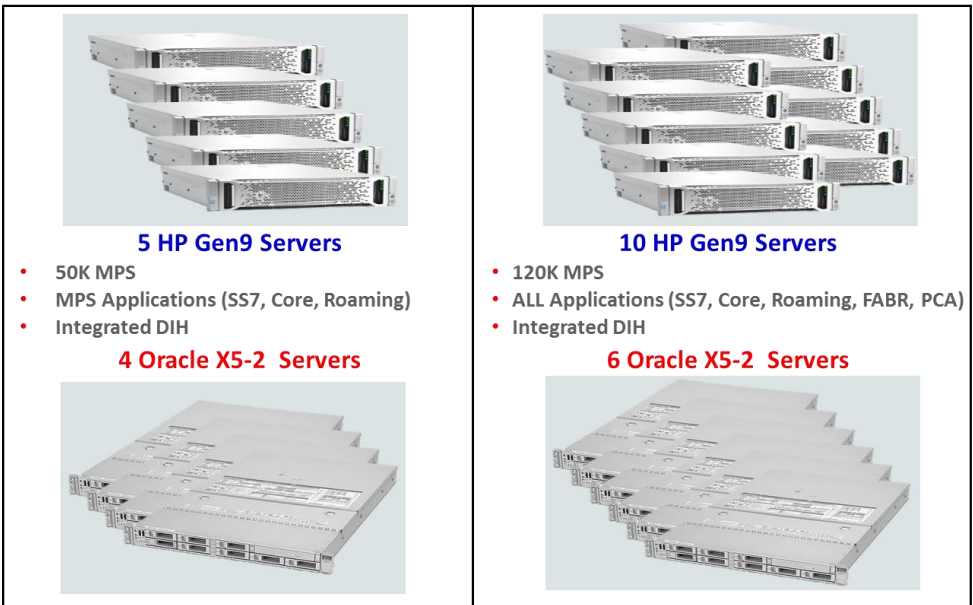 5 HP Gen9 Servers
• 50K MPS
• MPS Applications (SS7, Core, Roaming)
• Integrated DIH
4 Oracle X5-2 Servers
10 HP Gen9 Servers
• 120K MPS
• ALL Applications (SS7, Core, Roaming, FABR, PCA)
• Integrated DIH
6 Oracle X5-2 Servers